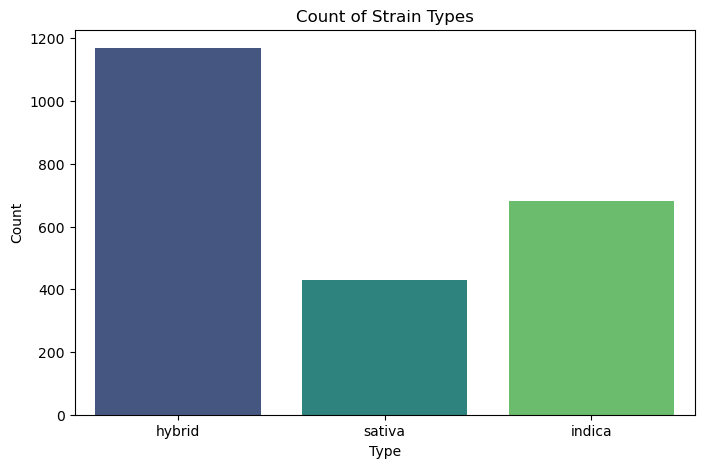 Count of Strain Types
1200
1000
800
600
400
200
0
Count
hybrid
sativa
indica
Type